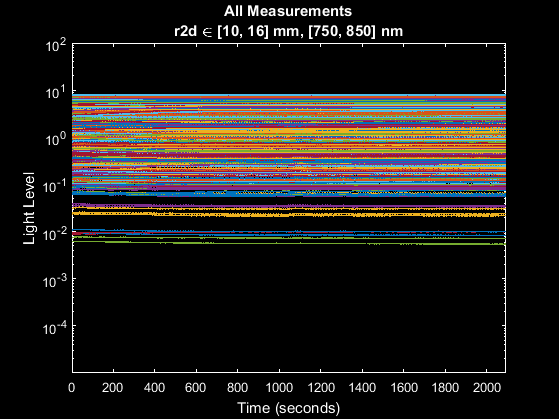 All Measurements
r2d ∈ [10, 16] mm, [750, 850] nm
Light Level
10^2
10^1
10^0
10^-1
10^-2
10^-3
10^-4
0 200 400 600 800 1000 1200 1400 1600 1800 2000
Time (seconds)